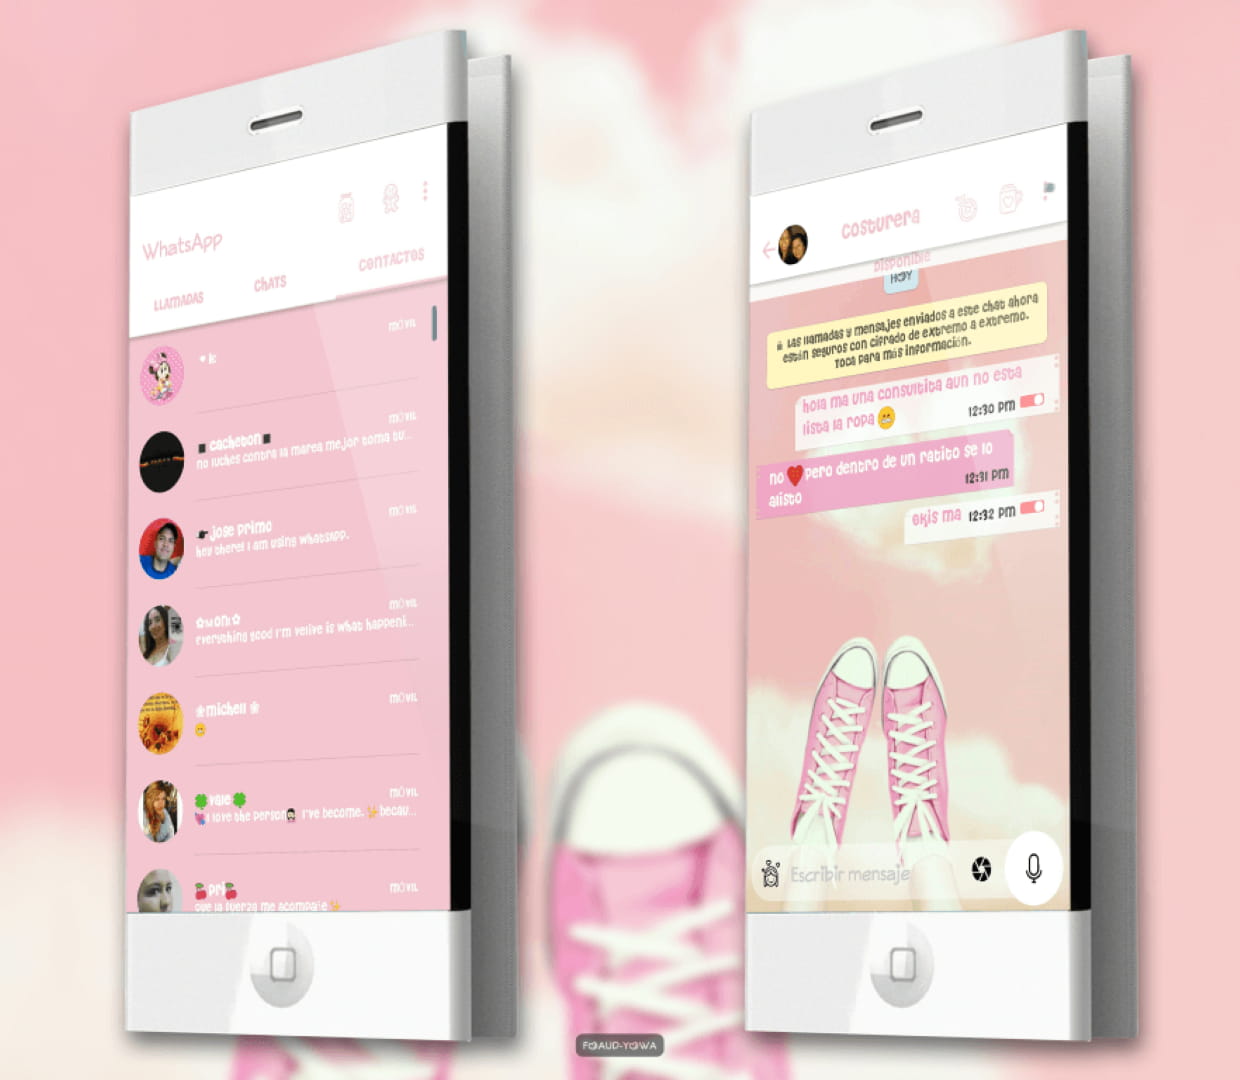 WhatsApp
LLAMADAS
CHATS
CONTACTOS
MÓVIL
MÓVIL
■ cacheton ■
no luches contra la marea mejor toma tu...
MÓVIL
jose primo
hey there! I am using WhatsApp.
MÓVIL
✿Moni✿
Everything good I'm velive is what happeni...
MÓVIL
❀michell ❀
😁
MÓVIL
🍀vale🍀
💘I love the person I've become, ✨becau...
MÓVIL
🍒pri🍒
que la fuerza me acompañe✨
costurera
Disponible
HOY
🔒 Las llamadas y mensajes enviados a este chat ahora
están seguros con cifrado de extremo a extremo.
Toca para más información.
hola ma una consultita aun no esta
lista la ropa 😁 12:30 PM
no ❤️ pero dentro de un ratito se lo
alisto 12:31 PM
okis ma 12:32 PM
Escribir mensaje
FOAUD-YOWA